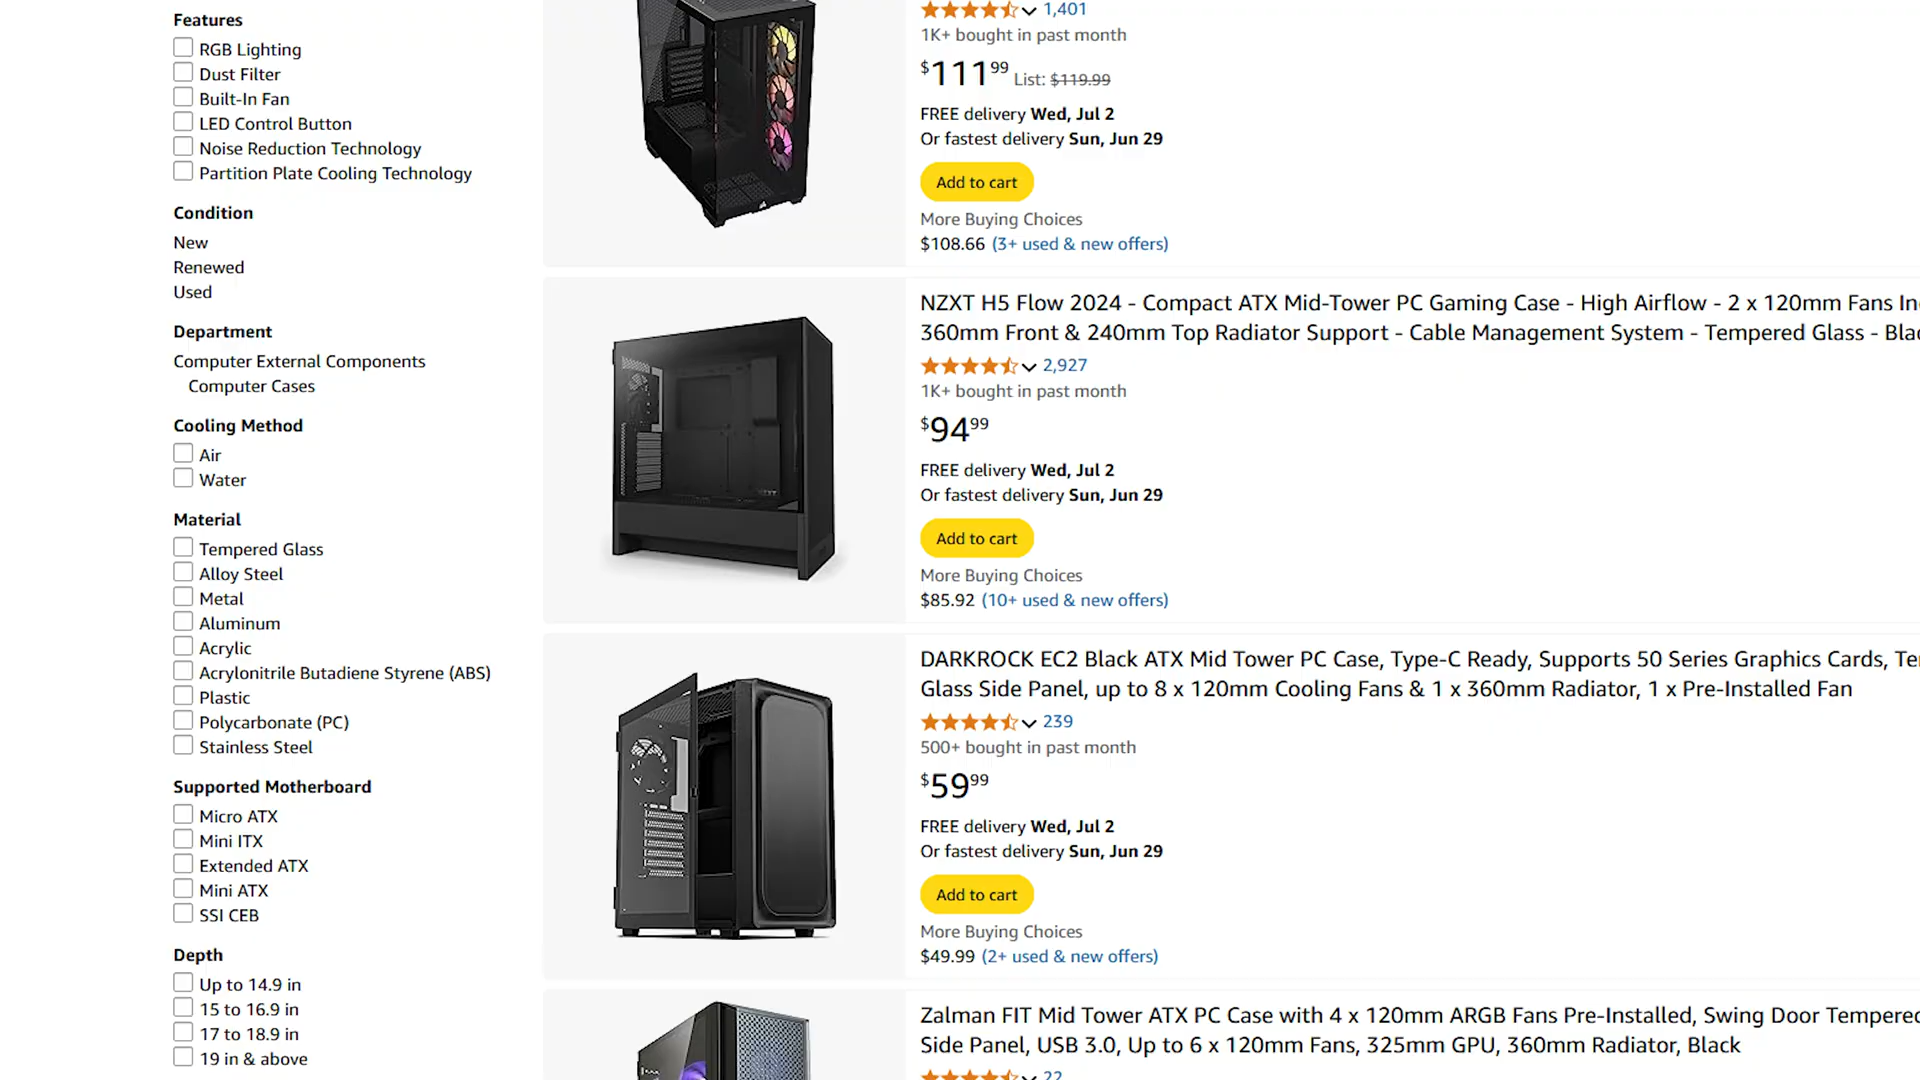 Features
RGB Lighting
Dust Filter
Built-In Fan
LED Control Button
Noise Reduction Technology
Partition Plate Cooling Technology
Condition
New
Renewed
Used
Department
Computer External Components
Computer Cases
Cooling Method
Air
Water
Material
Tempered Glass
Alloy Steel
Metal
Aluminum
Acrylic
Acrylonitrile Butadiene Styrene (ABS)
Plastic
Polycarbonate (PC)
Stainless Steel
Supported Motherboard
Micro ATX
Mini ITX
Extended ATX
Mini ATX
SSI CEB
Depth
Up to 14.9 in
15 to 16.9 in
17 to 18.9 in
19 in & above
1,401
1K+ bought in past month
$111.99 List: $119.99
FREE delivery Wed, Jul 2
Or fastest delivery Sun, Jun 29
Add to cart
More Buying Choices
$108.66 (3+ used & new offers)
NZXT H5 Flow 2024 - Compact ATX Mid-Tower PC Gaming Case - High Airflow - 2 x 120mm Fans In
360mm Front & 240mm Top Radiator Support - Cable Management System - Tempered Glass - Blac
2,927
1K+ bought in past month
$94.99
FREE delivery Wed, Jul 2
Or fastest delivery Sun, Jun 29
Add to cart
More Buying Choices
$85.92 (10+ used & new offers)
DARKROCK EC2 Black ATX Mid Tower PC Case, Type-C Ready, Supports 50 Series Graphics Cards, Te
Glass Side Panel, up to 8 x 120mm Cooling Fans & 1 x 360mm Radiator, 1 x Pre-Installed Fan
239
500+ bought in past month
$59.99
FREE delivery Wed, Jul 2
Or fastest delivery Sun, Jun 29
Add to cart
More Buying Choices
$49.99 (2+ used & new offers)
Zalman FIT Mid Tower ATX PC Case with 4 x 120mm ARGB Fans Pre-Installed, Swing Door Tempered
Side Panel, USB 3.0, Up to 6 x 120mm Fans, 325mm GPU, 360mm Radiator, Black
22